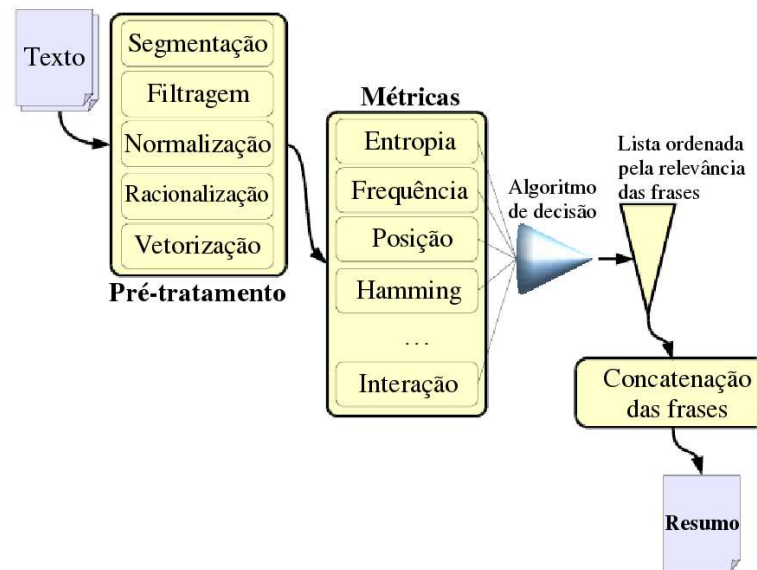 Texto
Segmentação
Filtragem
Normalização
Racionalização
Vetorização
Pré-tratamento
Métricas
Entropia
Frequência
Posição
Hamming
...
Interação
Algoritmo
de decisão
Lista ordenada
pela relevância
das frases
Concatenação
das frases
Resumo